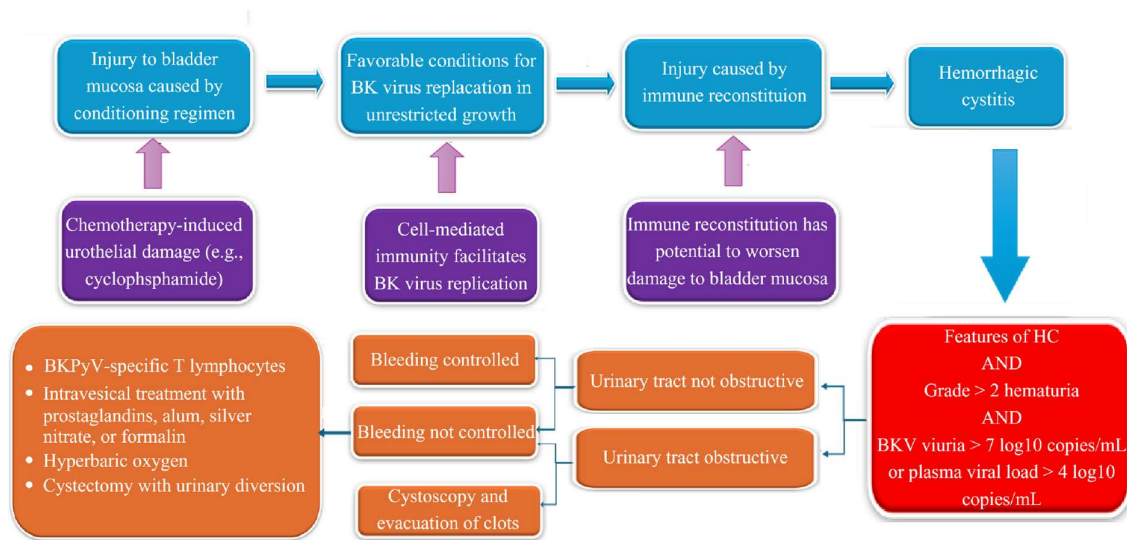 Injury to bladder
mucosa caused by
conditioning regimen
Favorable conditions for
BK virus replacation in
unrestricted growth
Injury caused by
immune reconstituion
Hemorrhagic
cystitis
Chemotherapy-induced
urothelial damage (e.g.,
cyclophsphamide)
Cell-mediated
immunity facilitates
BK virus replication
Immune reconstitution has
potential to worsen
damage to bladder mucosa
Features of HC
AND
Grade > 2 hematuria
AND
BKV viuria > 7 log10 copies/mL
or plasma viral load > 4 log10
copies/mL
Urinary tract not obstructive
Urinary tract obstructive
Bleeding controlled
Bleeding not controlled
Cystoscopy and
evacuation of clots
• BKPyV-specific T lymphocytes
• Intravesical treatment with
prostaglandins, alum, silver
nitrate, or formalin
• Hyperbaric oxygen
• Cystectomy with urinary diversion